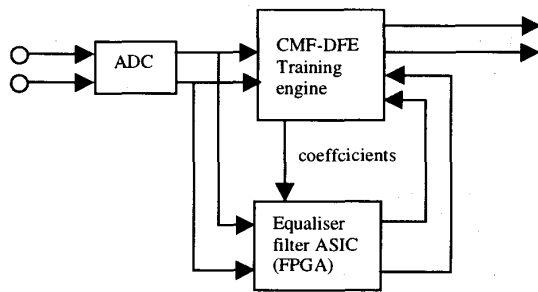 ADC
CMF-DFE
Training
engine
coeffcicients
Equaliser
filter ASIC
(FPGA)